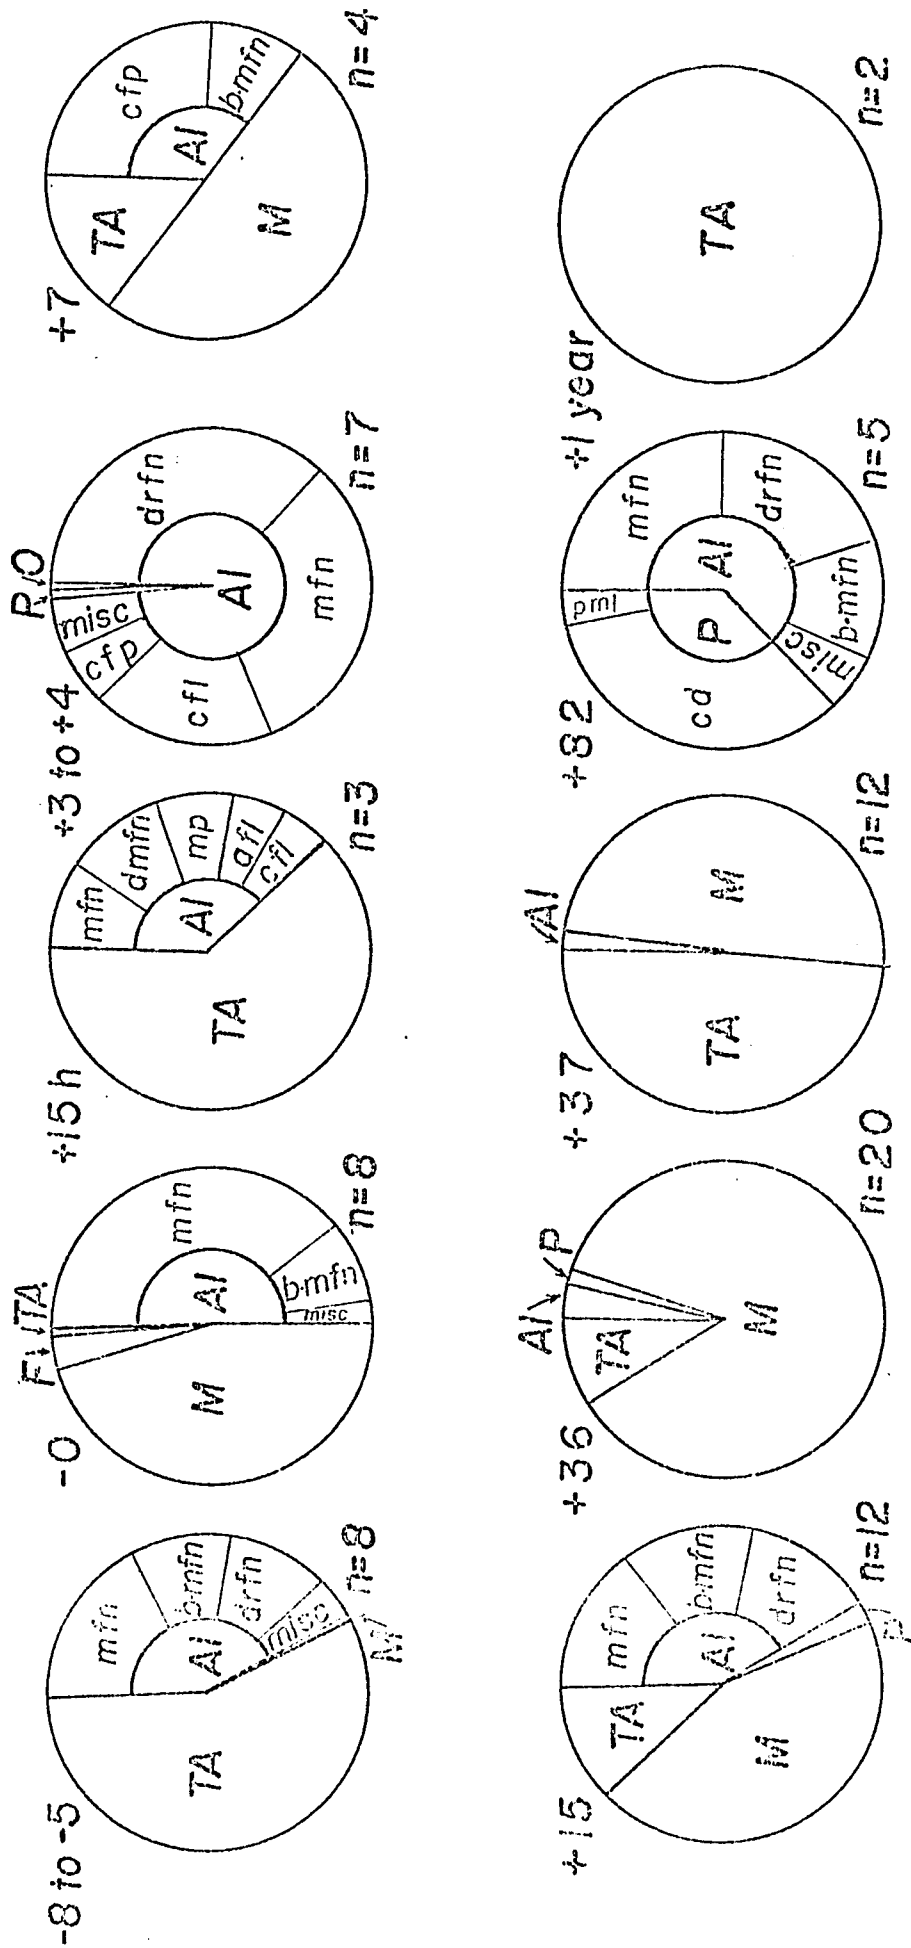 -8 to -5
TA
AI
mfn
b·mfn
drfn
misc
M
n=8
-0
F
TA
M
AI
mfn
b·mfn
misc
n=8
+15 h
TA
AI
mfn
dmfn
mp
afl
cfl
n=3
+3 to +4
P
O
misc
cfp
cfl
AI
drfn
mfn
n=7
+7
TA
cfp
AI
b·mfn
M
n=4
+15
TA
AI
mfn
b·mfn
drfn
P
M
n=12
+36
AI
P
TA
M
n=20
+37
AI
TA
M
n=12
+82
pml
P
cd
AI
mfn
drfn
b·mfn
misc
n=5
+1 year
TA
n=2